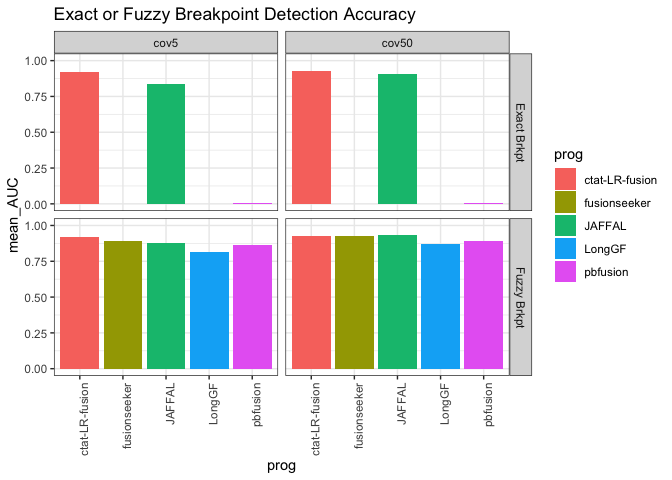 Exact or Fuzzy Breakpoint Detection Accuracy
cov5
cov50
1.00
0.75
0.50
0.25
0.00
Exact Brkpt
1.00
0.75
0.50
0.25
0.00
Fuzzy Brkpt
mean_AUC
ctat-LR-fusion
fusionseeker
JAFFAL
LongGF
pbfusion
ctat-LR-fusion
fusionseeker
JAFFAL
LongGF
pbfusion
prog
prog
ctat-LR-fusion
fusionseeker
JAFFAL
LongGF
pbfusion